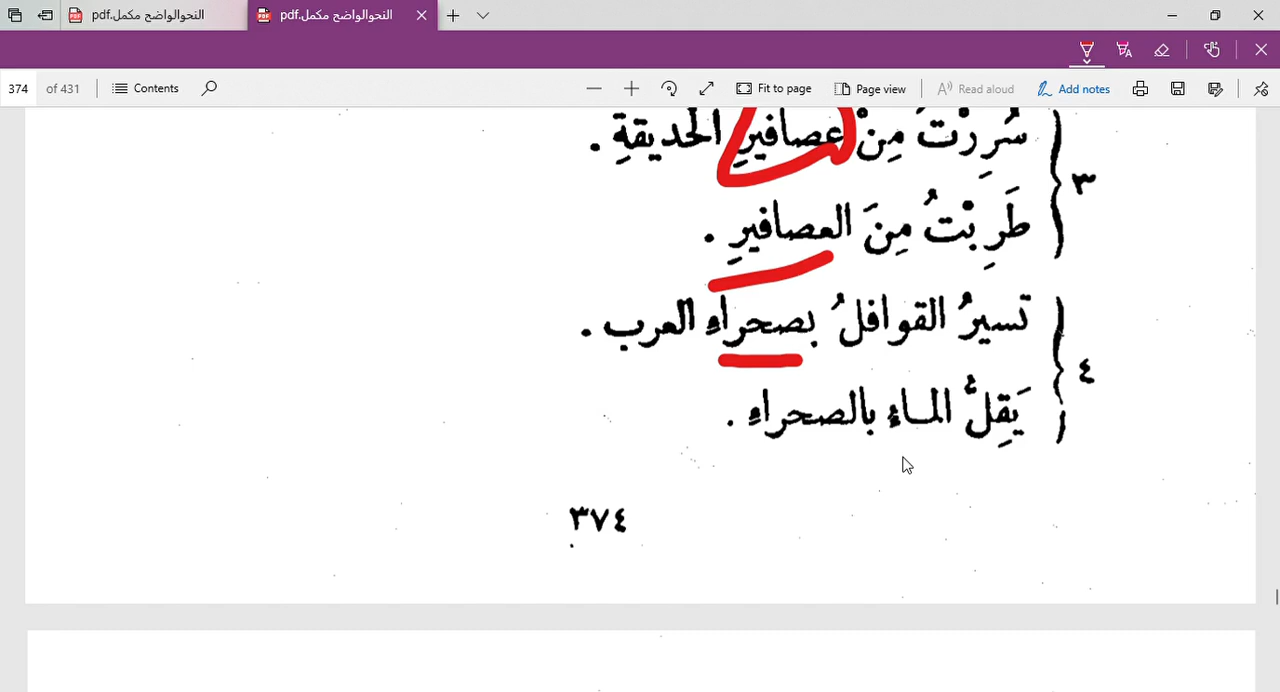 النحوالواضح مكمل.pdf
النحوالواضح مكمل.pdf
374 of 431
Contents
Fit to page
Page view
Read aloud
Add notes
٣
سُرِرْتُ مِنْ عصافيرِ الحديقةِ .
طَرِبْتُ مِنَ العصافيرِ .
٤
تسيرُ القوافلُ بصحراءِ العرب .
يَقِلُّ المـاءُ بالصحراءِ .
٣٧٤